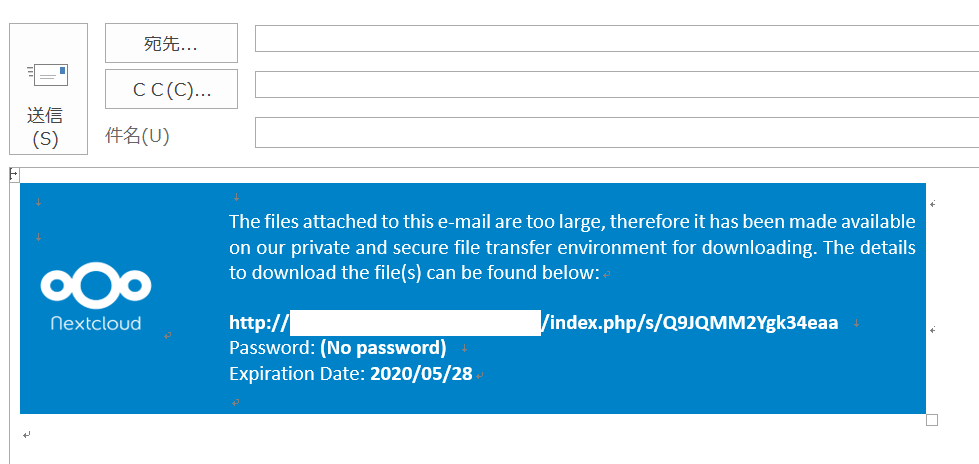 宛先...
送信
(S)
ＣＣ(C)...
件名(U)
The files attached to this e-mail are too large, therefore it has been made available
on our private and secure file transfer environment for downloading. The details
to download the file(s) can be found below:
Nextcloud
http:// /index.php/s/Q9JQMM2Ygk34eaa
Password: (No password)
Expiration Date: 2020/05/28